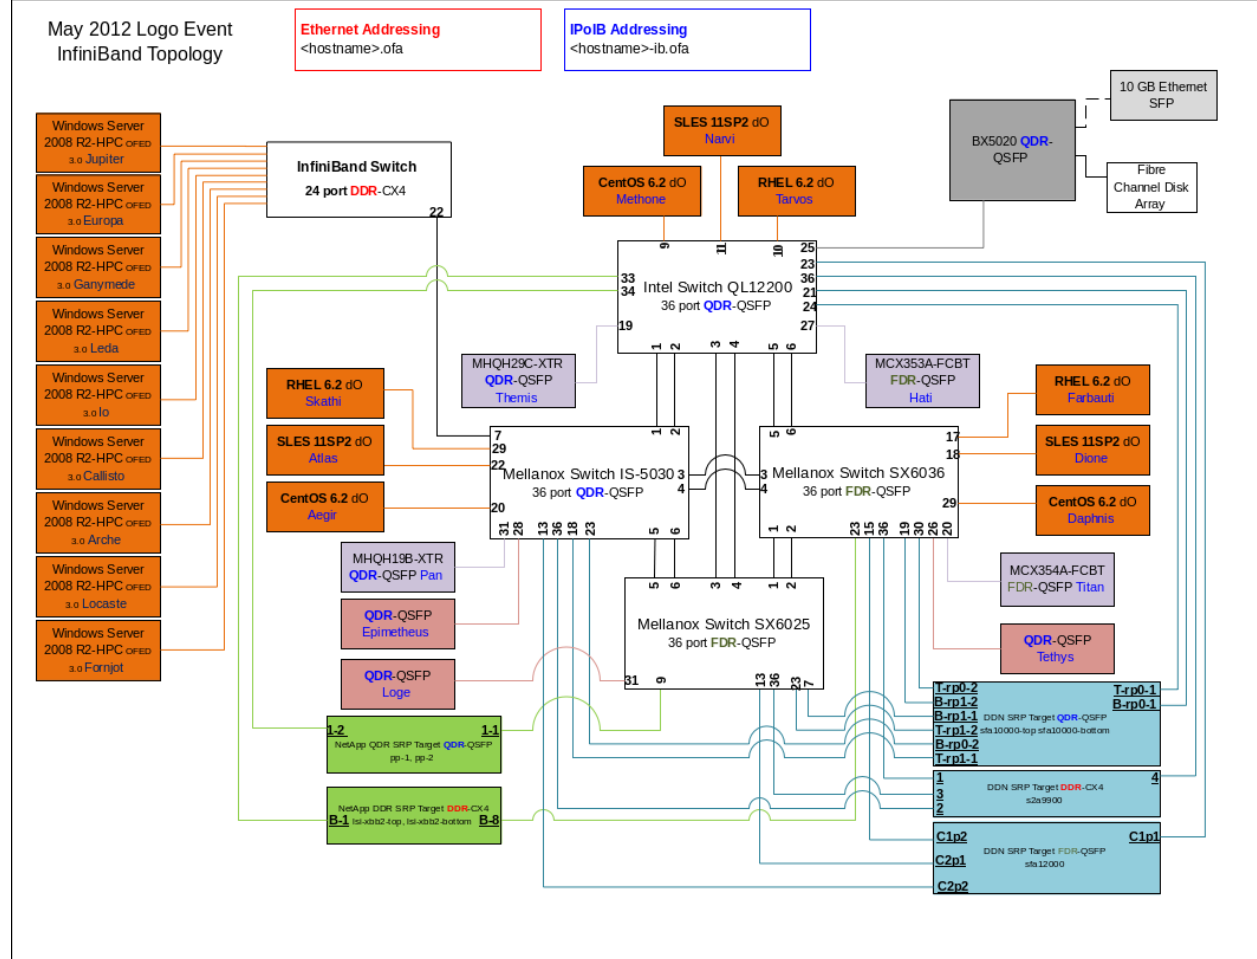 May 2012 Logo Event
InfiniBand Topology
Ethernet Addressing
<hostname>.ofa
IPoIB Addressing
<hostname>-ib.ofa
10 GB Ethernet
SFP
BX5020 QDR-
QSFP
Fibre
Channel Disk
Array
Windows Server
2008 R2-HPC OFED
3.0 Jupiter
Windows Server
2008 R2-HPC OFED
3.0 Europa
Windows Server
2008 R2-HPC OFED
3.0 Ganymede
Windows Server
2008 R2-HPC OFED
3.0 Leda
Windows Server
2008 R2-HPC OFED
3.0 Io
Windows Server
2008 R2-HPC OFED
3.0 Callisto
Windows Server
2008 R2-HPC OFED
3.0 Arche
Windows Server
2008 R2-HPC OFED
3.0 Locaste
Windows Server
2008 R2-HPC OFED
3.0 Fornjot
InfiniBand Switch
24 port DDR-CX4
22
SLES 11SP2 dO
Narvi
CentOS 6.2 dO
Methone
RHEL 6.2 dO
Tarvos
9
11
10
25
23
36
21
24
27
33
34
19
Intel Switch QL12200
36 port QDR-QSFP
1
2
3
4
5
6
MHQH29C-XTR
QDR-QSFP
Themis
MCX353A-FCBT
FDR-QSFP
Hati
RHEL 6.2 dO
Skathi
SLES 11SP2 dO
Atlas
CentOS 6.2 dO
Aegir
RHEL 6.2 dO
Farbauti
SLES 11SP2 dO
Dione
CentOS 6.2 dO
Daphnis
1
2
7
29
22
20
Mellanox Switch IS-5030
36 port QDR-QSFP
3
4
31
28
13
36
18
23
5
6
5
6
3
4
Mellanox Switch SX6036
36 port FDR-QSFP
17
18
29
1
2
23
15
36
19
30
26
20
MHQH19B-XTR
QDR-QSFP Pan
QDR-QSFP
Epimetheus
QDR-QSFP
Loge
MCX354A-FCBT
FDR-QSFP Titan
QDR-QSFP
Tethys
5
6
3
4
1
2
Mellanox Switch SX6025
36 port FDR-QSFP
31
9
13
36
23
7
1-2
1-1
NetApp QDR SRP Target QDR-QSFP
pp-1, pp-2
NetApp DDR SRP Target DDR-CX4
B-1 lsi-xbb2-top, lsi-xbb2-bottom B-8
T-rp0-2
B-rp1-2
B-rp1-1
T-rp1-2
B-rp0-2
T-rp1-1
T-rp0-1
B-rp0-1
DDN SRP Target QDR-QSFP
sfa10000-top sfa10000-bottom
1
3
2
4
DDN SRP Target DDR-CX4
s2a9900
C1p2
C2p1
C2p2
C1p1
DDN SRP Target FDR-QSFP
sfa12000